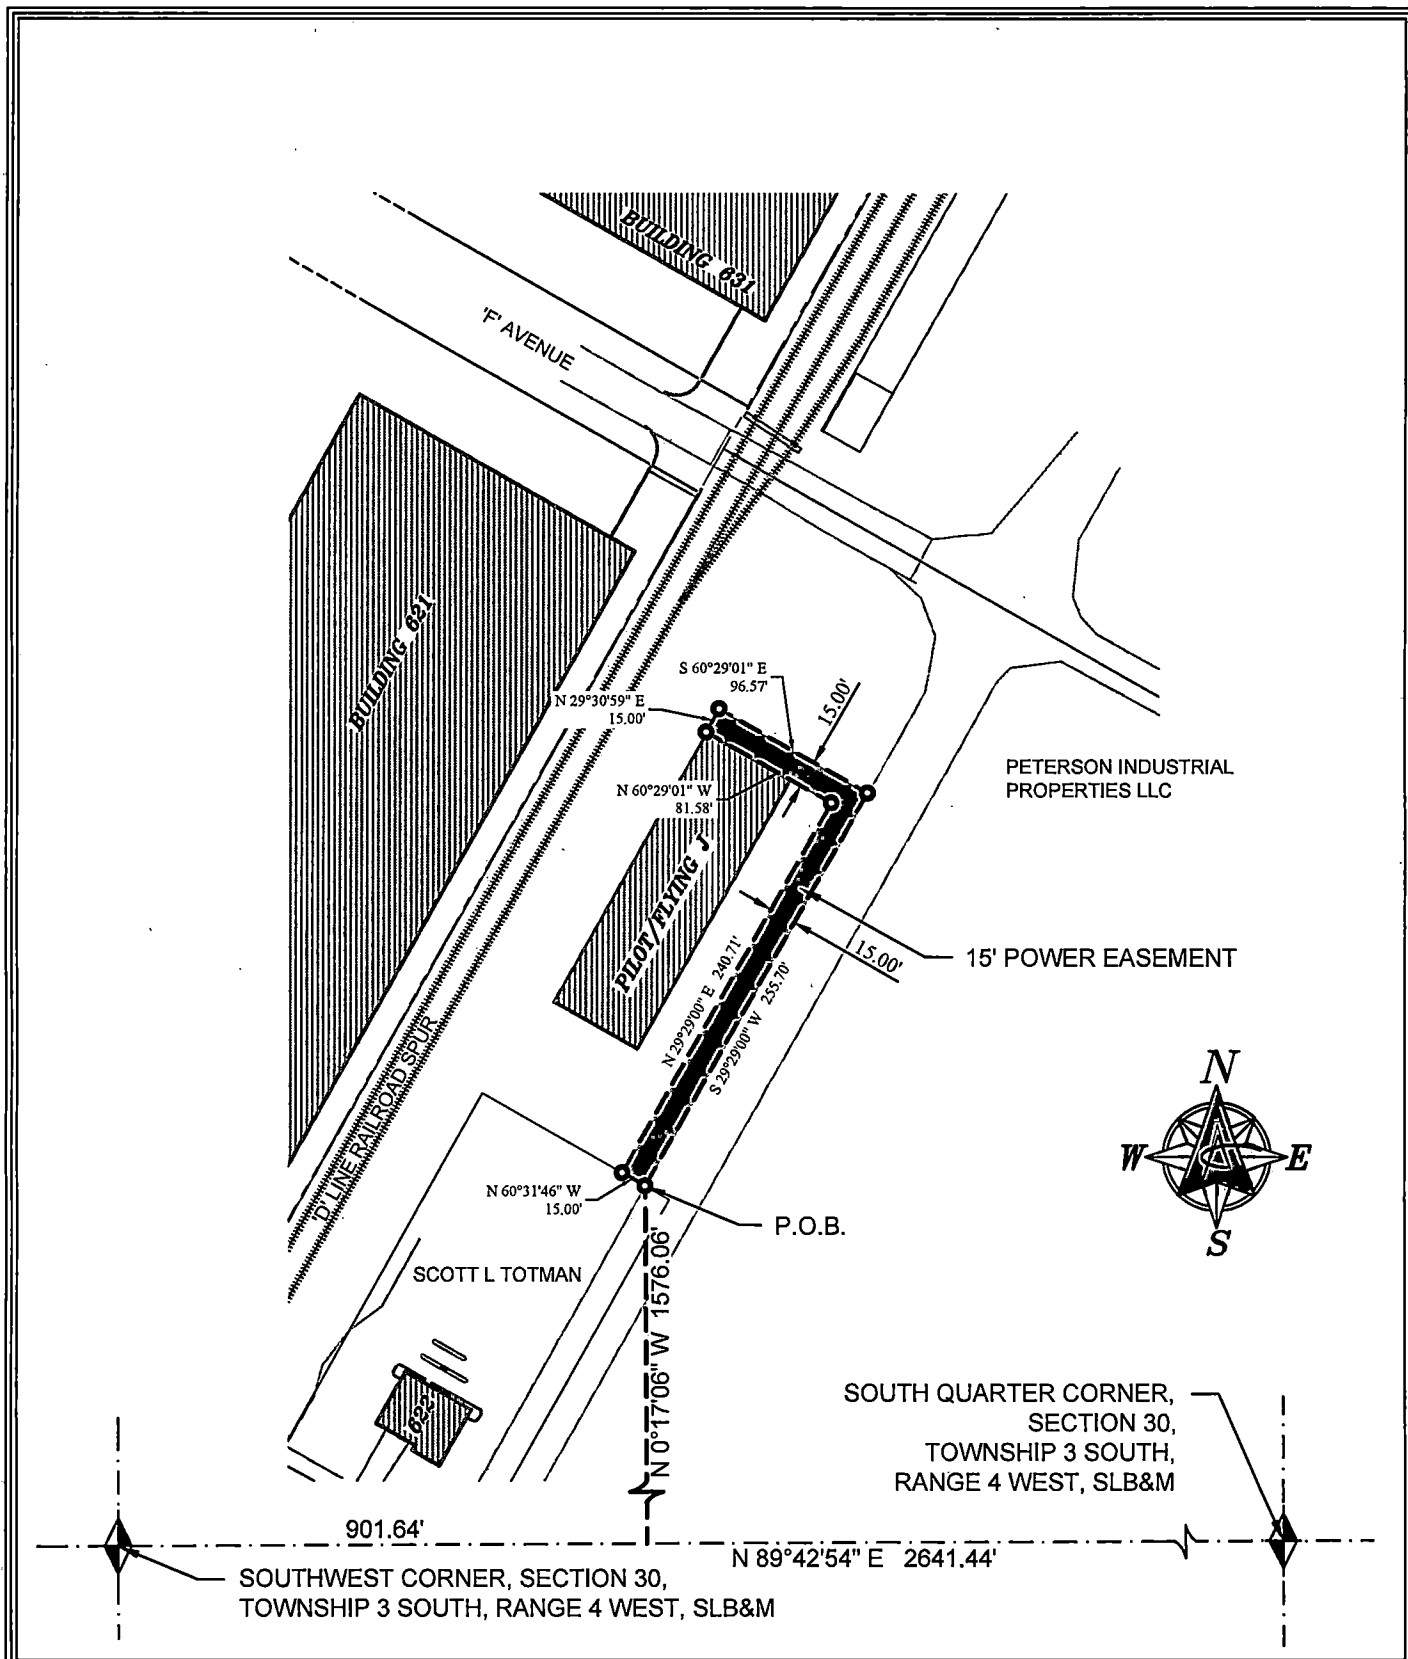 BUILDING 631
'F' AVENUE
BUILDING 621
S 60°29'01" E
96.57'
N 29°30'59" E
15.00'
15.00'
N 60°29'01" W
81.58'
PETERSON INDUSTRIAL
PROPERTIES LLC
PILOT/FLYING J
15.00'
15' POWER EASEMENT
N 29°29'00" E 240.71'
S 29°29'00" W 255.70'
'D' LINE RAILROAD SPUR
N
W
E
S
N 60°31'46" W
15.00'
P.O.B.
SCOTT L TOTMAN
N 0°17'06" W 1576.06'
622
SOUTH QUARTER CORNER,
SECTION 30,
TOWNSHIP 3 SOUTH,
RANGE 4 WEST, SLB&M
901.64'
N 89°42'54" E 2641.44'
SOUTHWEST CORNER, SECTION 30,
TOWNSHIP 3 SOUTH, RANGE 4 WEST, SLB&M